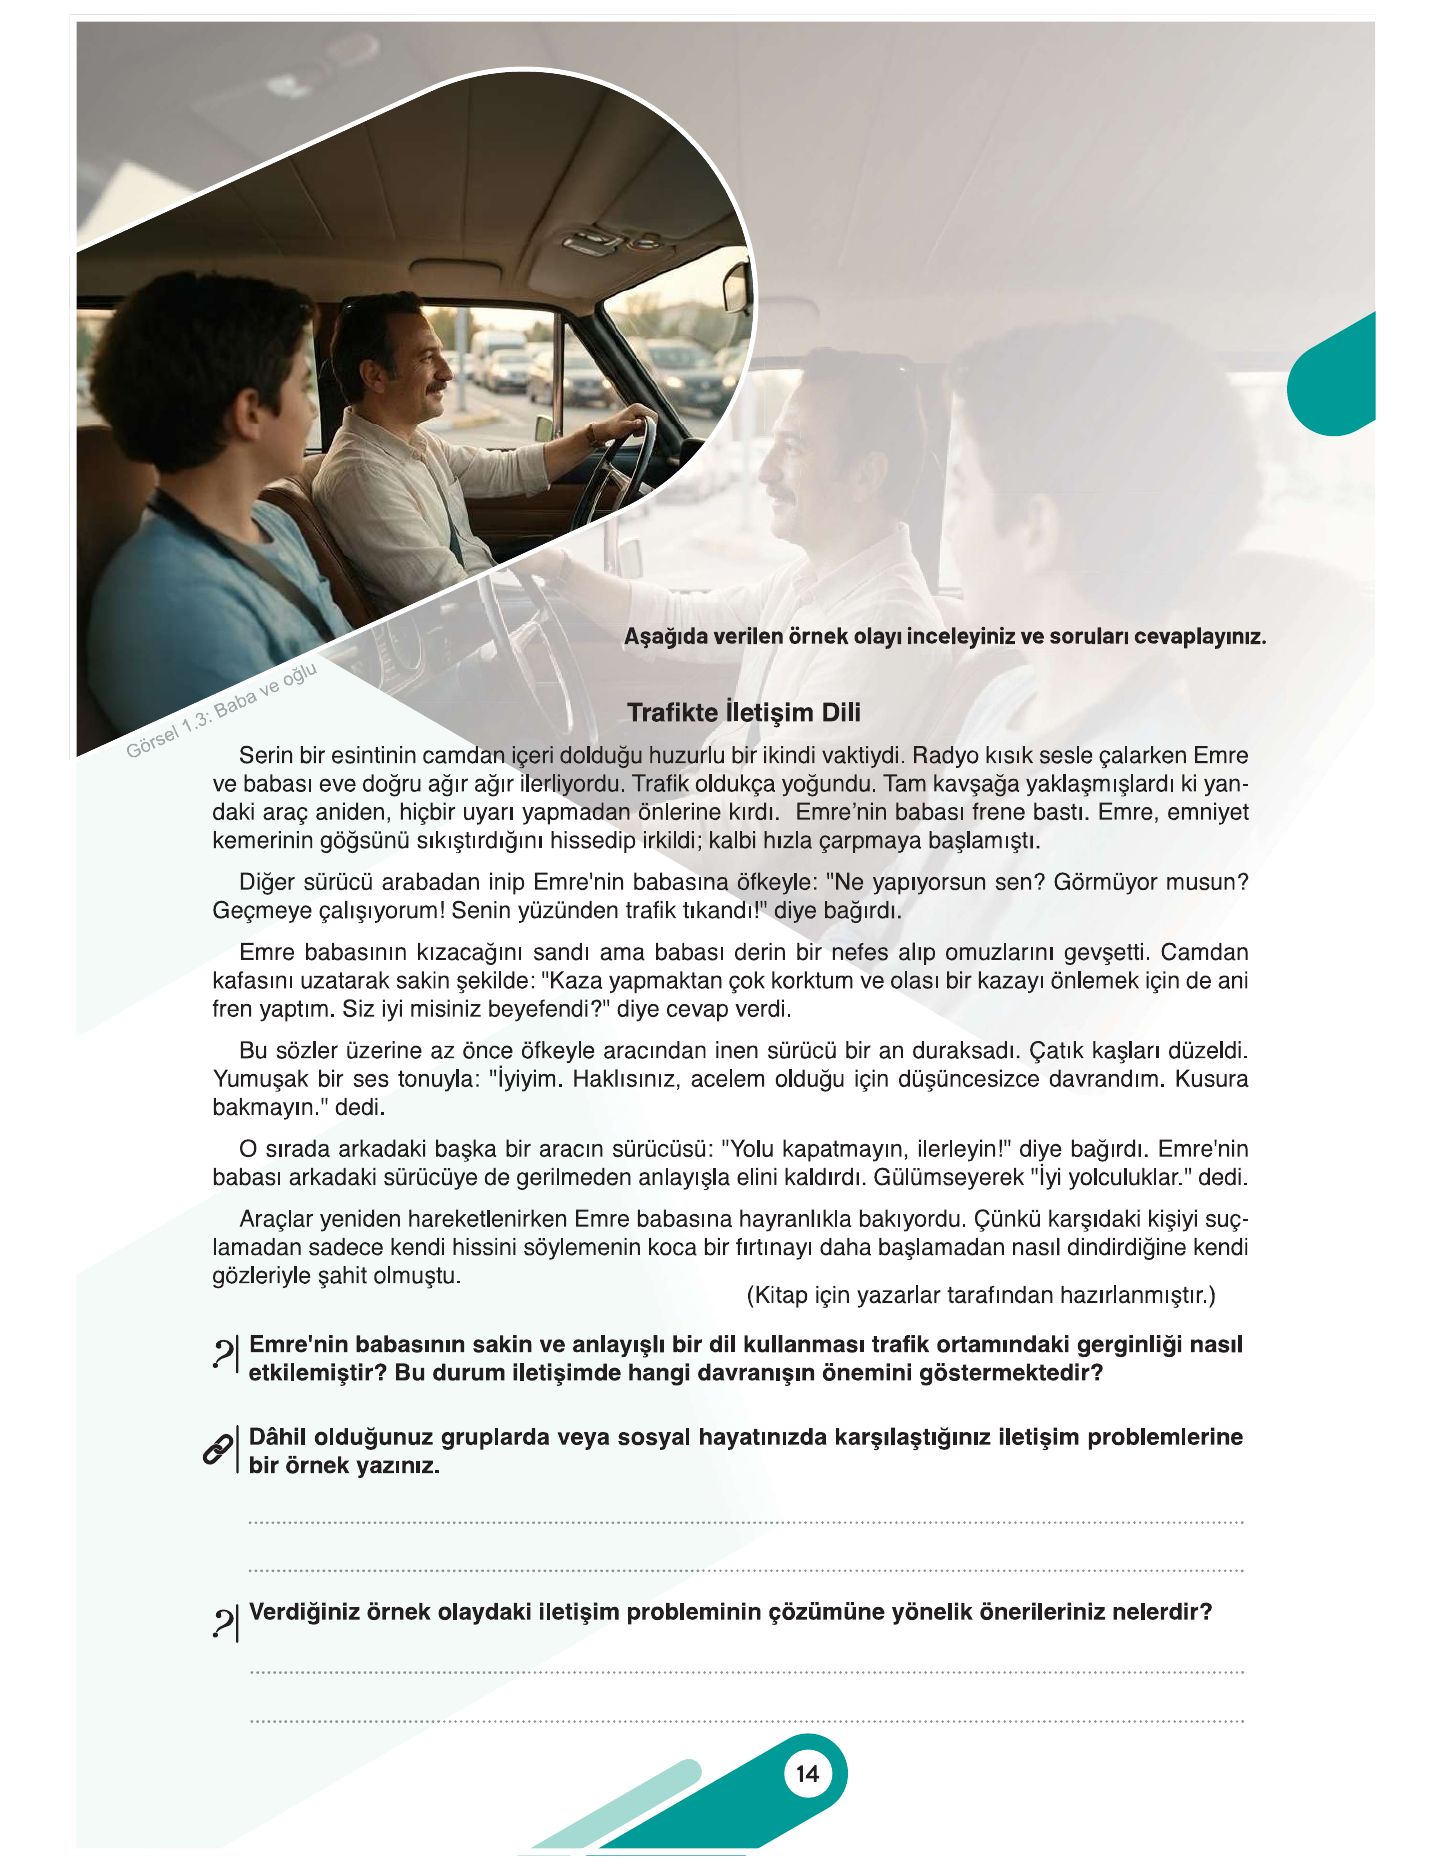 Görsel 1.3: Baba ve oğlu
Aşağıda verilen örnek olayı inceleyiniz ve soruları cevaplayınız.
Trafikte İletişim Dili
Serin bir esintinin camdan içeri dolduğu huzurlu bir ikindi vaktiydi. Radyo kısık sesle çalarken Emre
ve babası eve doğru ağır ağır ilerliyordu. Trafik oldukça yoğundu. Tam kavşağa yaklaşmışlardı ki yan-
daki araç aniden, hiçbir uyarı yapmadan önlerine kırdı.  Emre’nin babası frene bastı. Emre, emniyet
kemerinin göğsünü sıkıştırdığını hissedip irkildi; kalbi hızla çarpmaya başlamıştı.
Diğer sürücü arabadan inip Emre'nin babasına öfkeyle: "Ne yapıyorsun sen? Görmüyor musun?
Geçmeye çalışıyorum! Senin yüzünden trafik tıkandı!" diye bağırdı.
Emre babasının kızacağını sandı ama babası derin bir nefes alıp omuzlarını gevşetti. Camdan
kafasını uzatarak sakin şekilde: "Kaza yapmaktan çok korktum ve olası bir kazayı önlemek için de ani
fren yaptım. Siz iyi misiniz beyefendi?" diye cevap verdi.
Bu sözler üzerine az önce öfkeyle aracından inen sürücü bir an duraksadı. Çatık kaşları düzeldi.
Yumuşak bir ses tonuyla: "İyiyim. Haklısınız, acelem olduğu için düşüncesizce davrandım. Kusura
bakmayın." dedi.
O sırada arkadaki başka bir aracın sürücüsü: "Yolu kapatmayın, ilerleyin!" diye bağırdı. Emre'nin
babası arkadaki sürücüye de gerilmeden anlayışla elini kaldırdı. Gülümseyerek "İyi yolculuklar." dedi.
Araçlar yeniden hareketlenirken Emre babasına hayranlıkla bakıyordu. Çünkü karşıdaki kişiyi suç-
lamadan sadece kendi hissini söylemenin koca bir fırtınayı daha başlamadan nasıl dindirdiğine kendi
gözleriyle şahit olmuştu.
(Kitap için yazarlar tarafından hazırlanmıştır.)
Emre'nin babasının sakin ve anlayışlı bir dil kullanması trafik ortamındaki gerginliği nasıl
etkilemiştir? Bu durum iletişimde hangi davranışın önemini göstermektedir?
Dâhil olduğunuz gruplarda veya sosyal hayatınızda karşılaştığınız iletişim problemlerine
bir örnek yazınız.
Verdiğiniz örnek olaydaki iletişim probleminin çözümüne yönelik önerileriniz nelerdir?
14